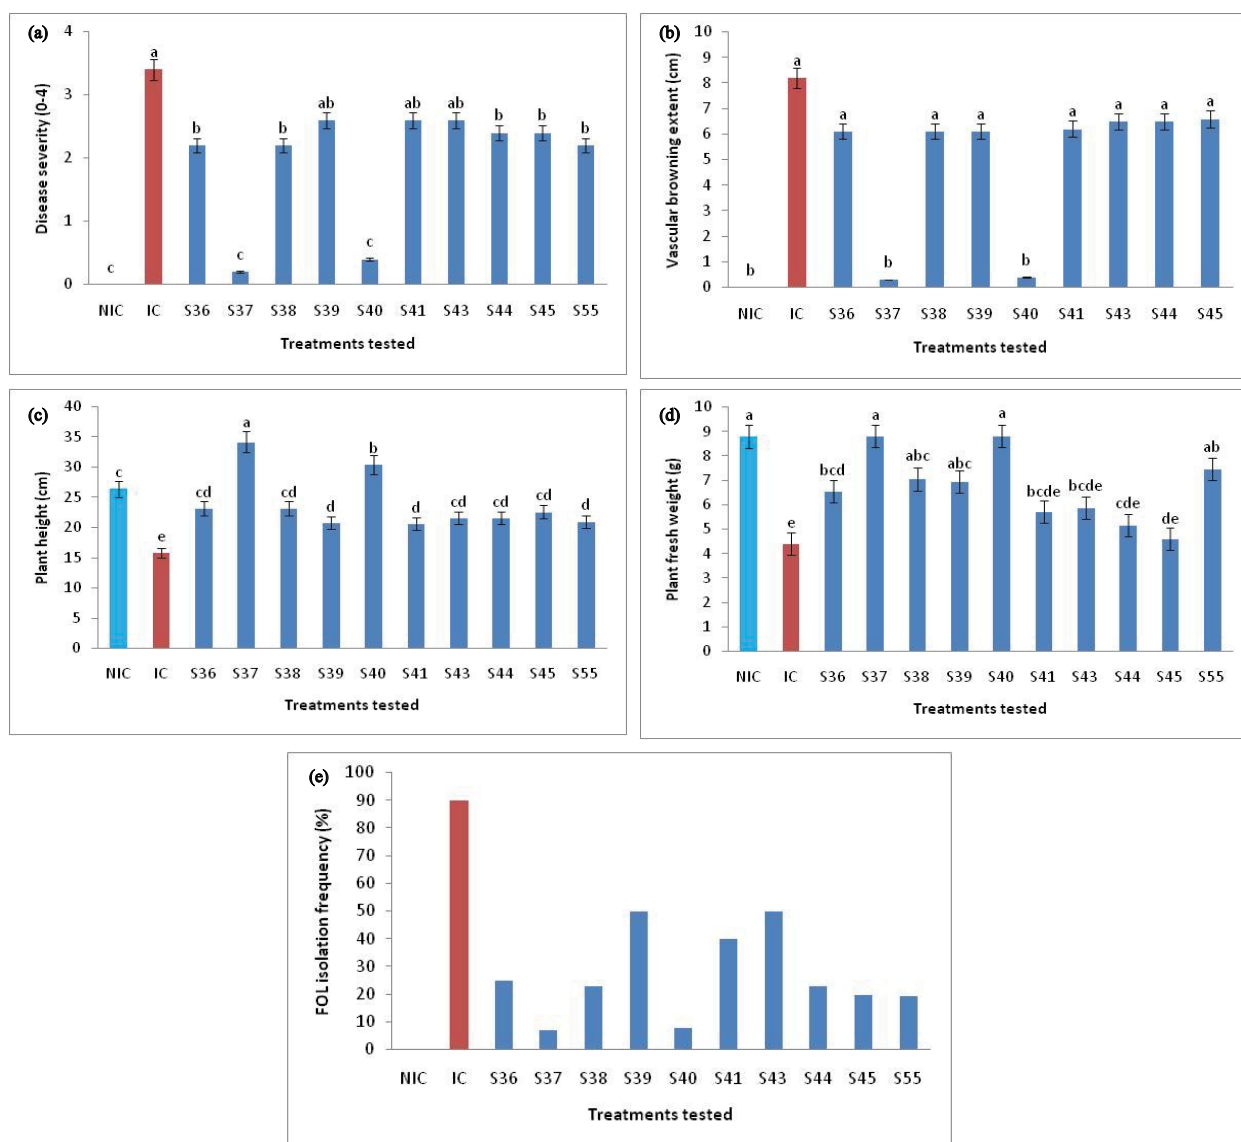 (a)
Disease severity (0-4)
4
3
2
1
0
c
a
b
c
b
ab
c
ab
ab
b
b
b
NIC IC S36 S37 S38 S39 S40 S41 S43 S44 S45 S55
Treatments tested
(b)
Vascular browning extent (cm)
10
9
8
7
6
5
4
3
2
1
0
b
a
a
b
a
a
b
a
a
a
a
NIC IC S36 S37 S38 S39 S40 S41 S43 S44 S45
Treatments tested
(c)
Plant height (cm)
40
35
30
25
20
15
10
5
0
c
e
cd
a
cd
d
b
d
cd
cd
cd
d
NIC IC S36 S37 S38 S39 S40 S41 S43 S44 S45 S55
Treatments tested
(d)
Plant fresh weight (g)
10
9
8
7
6
5
4
3
2
1
0
a
e
bcd
a
abc
abc
a
bcde
bcde
cde
de
ab
NIC IC S36 S37 S38 S39 S40 S41 S43 S44 S45 S55
Treatments tested
(e)
FOL isolation frequency (%)
100
90
80
70
60
50
40
30
20
10
0
NIC IC S36 S37 S38 S39 S40 S41 S43 S44 S45 S55
Treatments tested